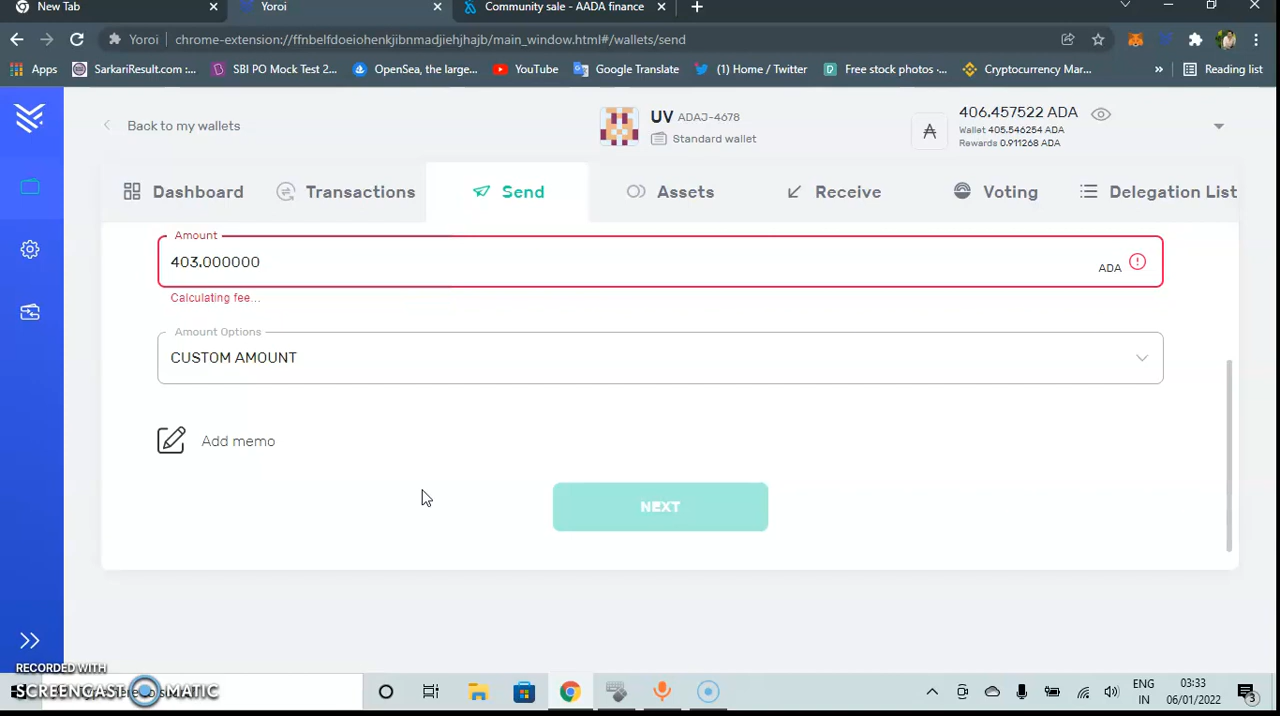 New Tab
Yoroi
Community sale - AADA finance
Yoroi
chrome-extension://ffnbelfdoeiohenkjibnmadjiehjhajb/main_window.html#/wallets/send
Apps
SarkariResult.com :...
SBI PO Mock Test 2...
OpenSea, the large...
YouTube
Google Translate
(1) Home / Twitter
Free stock photos -...
Cryptocurrency Mar...
»
Reading list
Back to my wallets
UV ADAJ-4678
Standard wallet
406.457522 ADA
Wallet 405.546254 ADA
Rewards 0.911268 ADA
Dashboard
Transactions
Send
Assets
Receive
Voting
Delegation List
Amount
403.000000
ADA
Calculating fee...
Amount Options
CUSTOM AMOUNT
Add memo
NEXT
RECORDED WITH
SCREENCAST MATIC
ENG
IN
03:33
06/01/2022
3